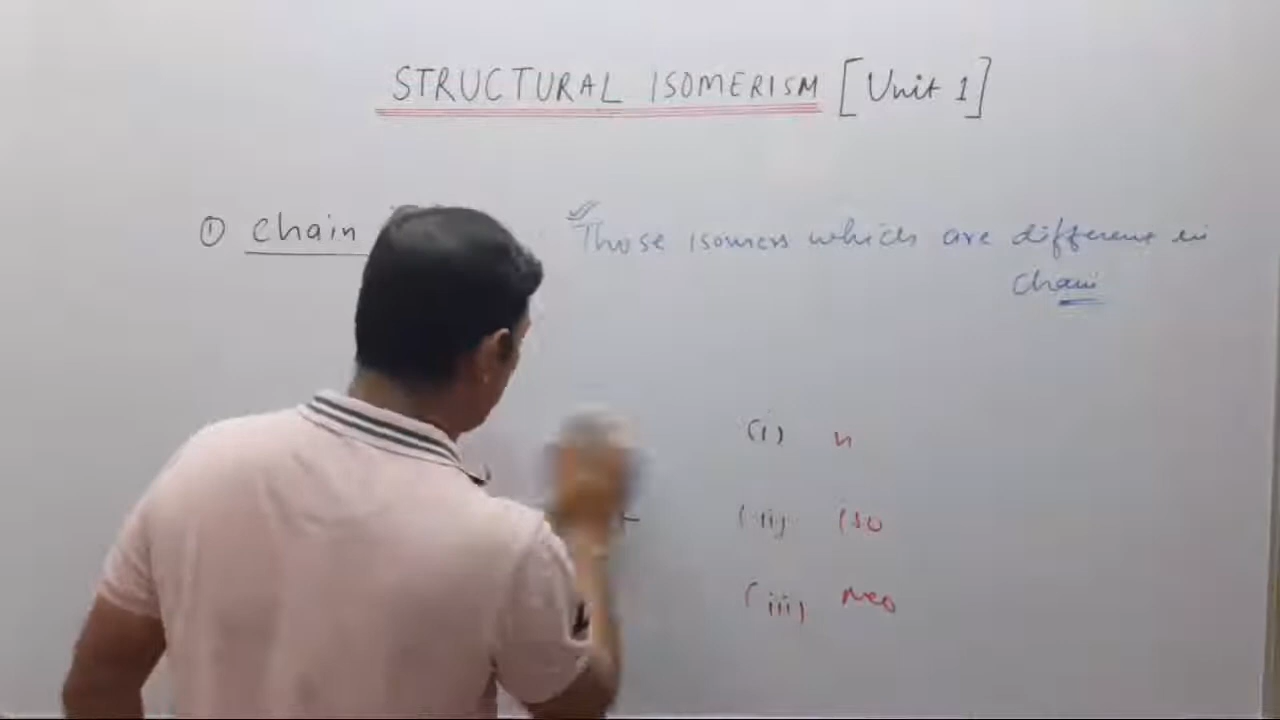 STRUCTURAL ISOMERISM [Unit 1]
① Chain
Those isomers which are different in
chain
(i) n
(ii) iso
(iii) neo